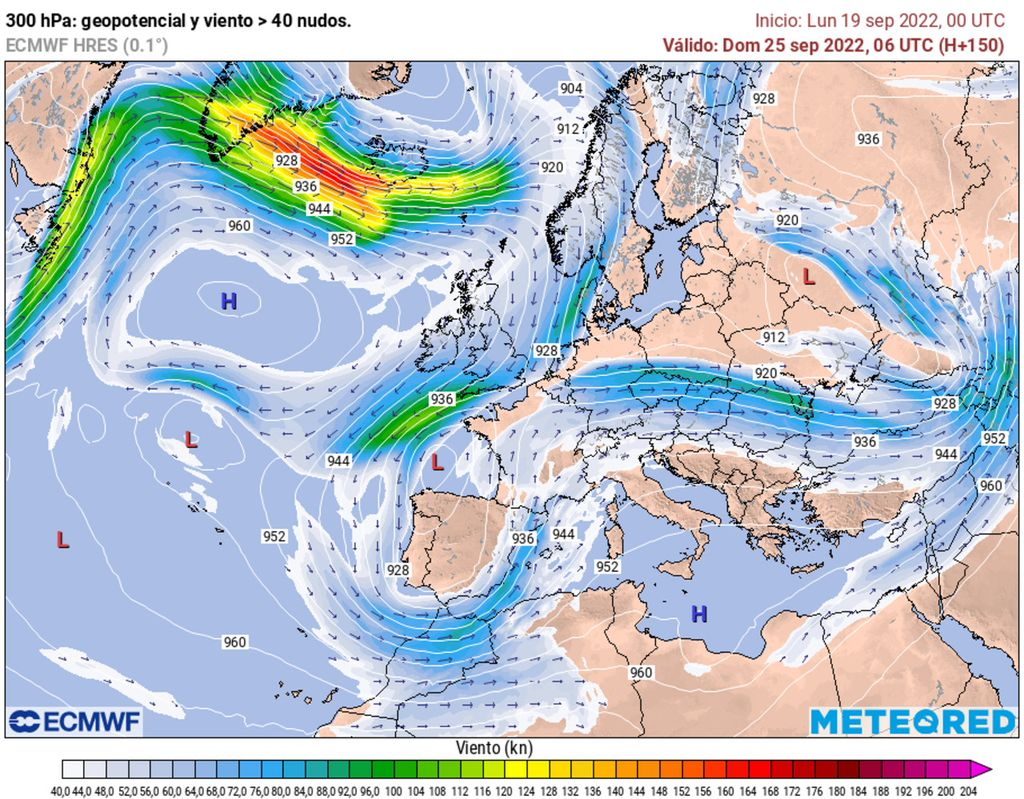 300 hPa: geopotencial y viento > 40 nudos.
Inicio: Lun 19 sep 2022, 00 UTC
ECMWF HRES (0.1°)
Válido: Dom 25 sep 2022, 06 UTC (H+150)
904
928
912
936
928
920
936
944
920
960
952
L
H
912
928
920
936
928
L
936
952
944
L
944
960
952
936
944
L
952
928
H
960
960
ECMWF
METEORED
Viento (kn)
40,0 44,0 48,0 52,0 56,0 60,0 64,0 68,0 72,0 76,0 80,0 84,0 88,0 92,0 96,0 100 104 108 112 116 120 124 128 132 136 140 144 148 152 156 160 164 168 172 176 180 184 188 192 196 200 204